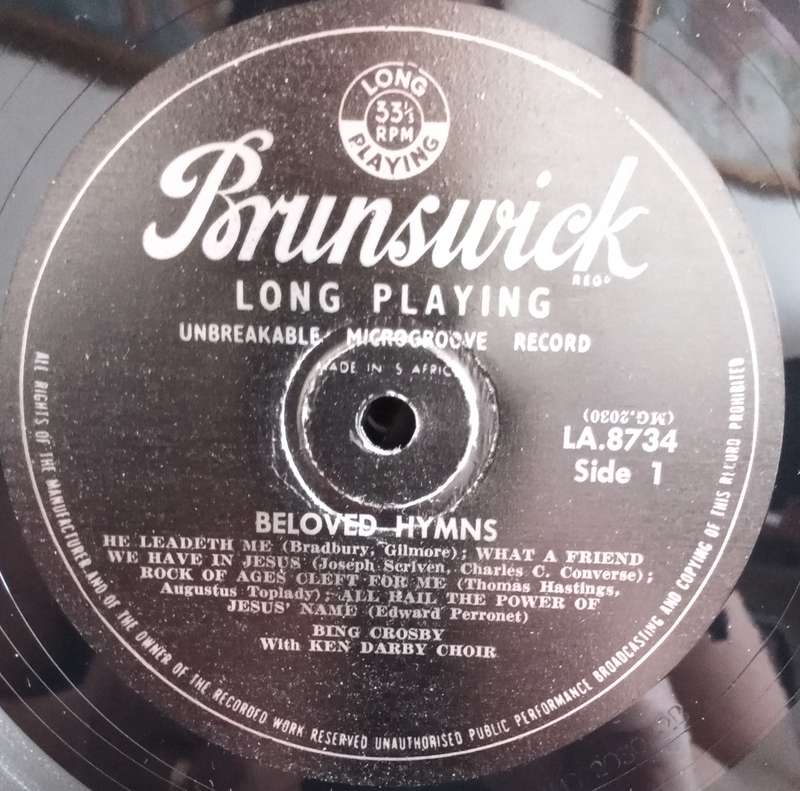 LONG
33⅓
RPM
PLAYING
Brunswick
REGD
LONG PLAYING
UNBREAKABLE MICROGROOVE RECORD
MADE IN S AFRICA
(MG.2030)
LA.8734
Side 1
BELOVED HYMNS
HE LEADETH ME (Bradbury, Gilmore); WHAT A FRIEND
WE HAVE IN JESUS (Joseph Scriven, Charles C. Converse);
ROCK OF AGES CLEFT FOR ME (Thomas Hastings,
Augustus Toplady); ALL HAIL THE POWER OF
JESUS' NAME (Edward Perronet)
BING CROSBY
With KEN DARBY CHOIR
ALL RIGHTS OF THE MANUFACTURER AND OF THE OWNER OF THE RECORDED WORK RESERVED UNAUTHORISED PUBLIC PERFORMANCE BROADCASTING AND COPYING OF THIS RECORD PROHIBITED